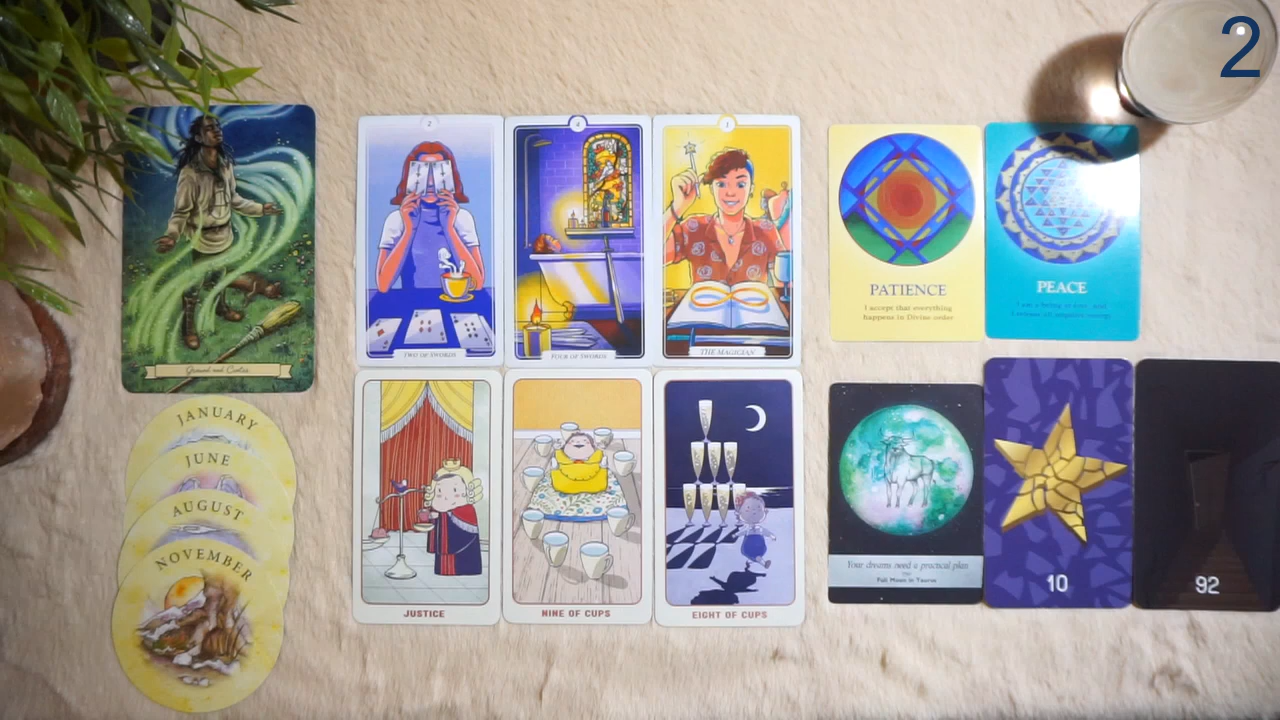 2
2
4
1
Ground and Center
TWO OF SWORDS
FOUR OF SWORDS
THE MAGICIAN
PATIENCE
I accept that everything
happens in Divine order
PEACE
JANUARY
JUNE
AUGUST
NOVEMBER
JUSTICE
NINE OF CUPS
EIGHT OF CUPS
Your dreams need a practical plan
Full Moon in Taurus
10
92